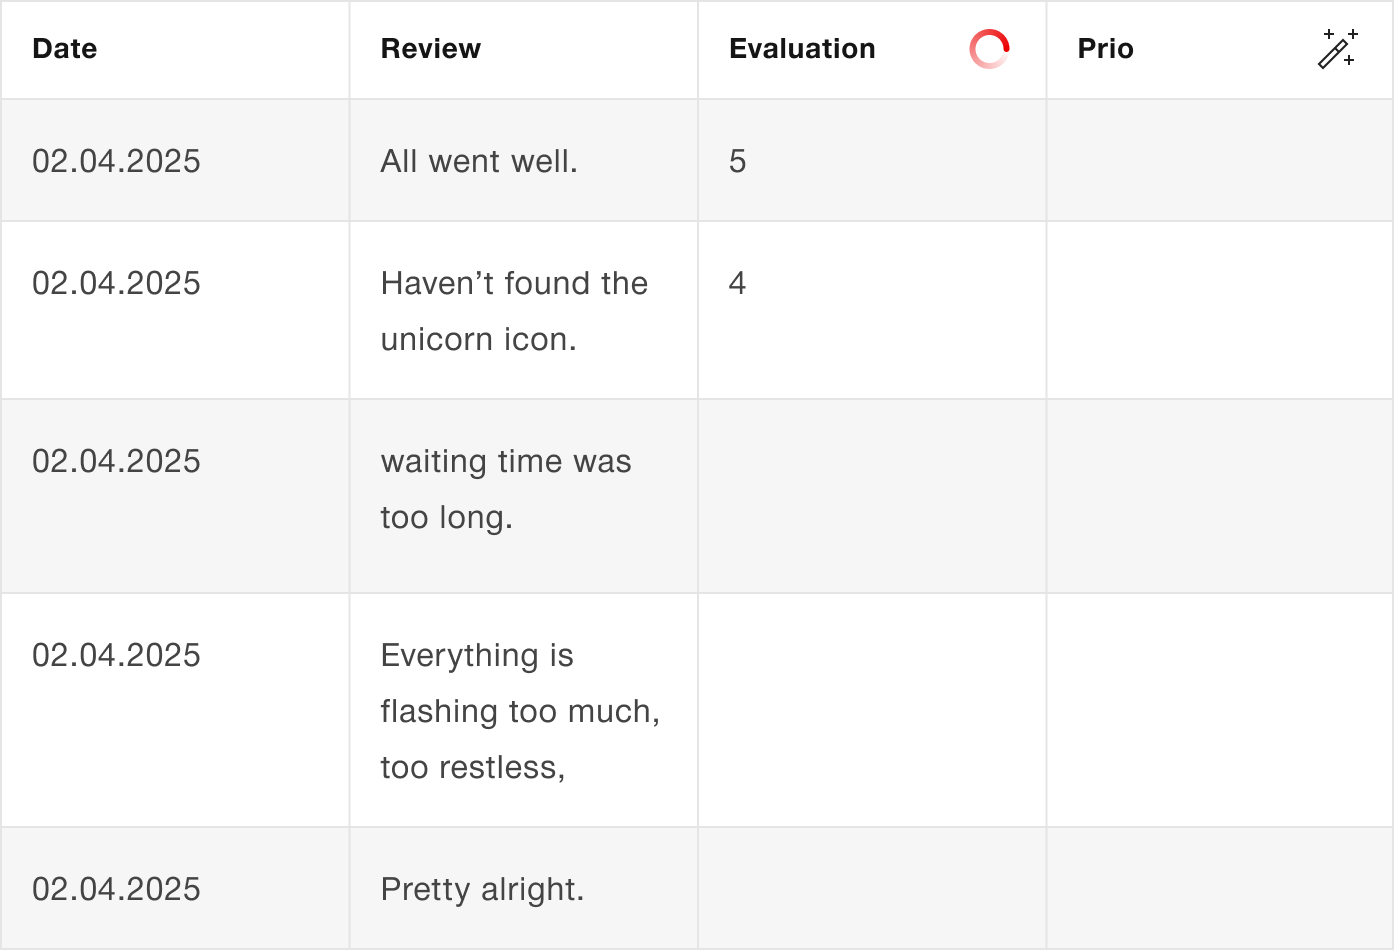 Date Review Evaluation Prio
02.04.2025 All went well. 5
02.04.2025 Haven’t found the 4
unicorn icon.
02.04.2025 waiting time was
too long.
02.04.2025 Everything is
flashing too much,
too restless,
02.04.2025 Pretty alright.